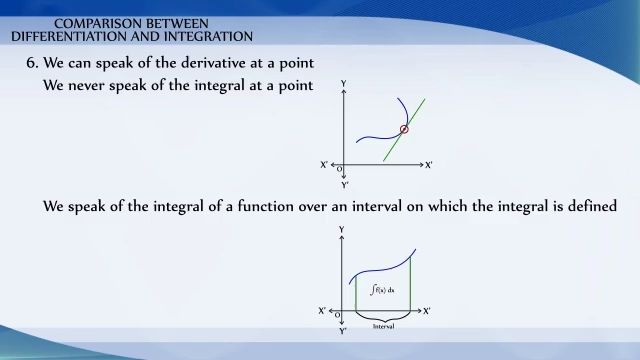 COMPARISON BETWEEN
DIFFERENTIATION AND INTEGRATION
6. We can speak of the derivative at a point
We never speak of the integral at a point
Y
X' O X'
Y'
We speak of the integral of a function over an interval on which the integral is defined
Y
∫f(x) dx
X' O X'
Y'
Interval